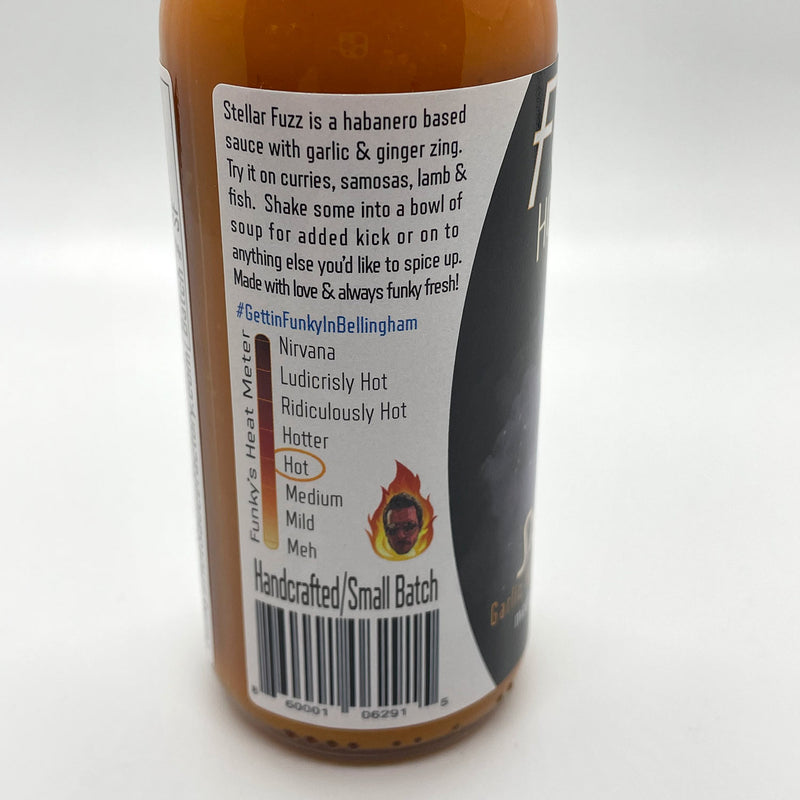 Stellar Fuzz is a habanero based
sauce with garlic & ginger zing.
Try it on curries, samosas, lamb &
fish. Shake some into a bowl of
soup for added kick or on to
anything else you'd like to spice up.
Made with love & always funky fresh!
#GettinFunkyInBellingham
Funky's Heat Meter
Nirvana
Ludicrisly Hot
Ridiculously Hot
Hotter
Hot
Medium
Mild
Meh
Handcrafted/Small Batch
6 60001 06291 5